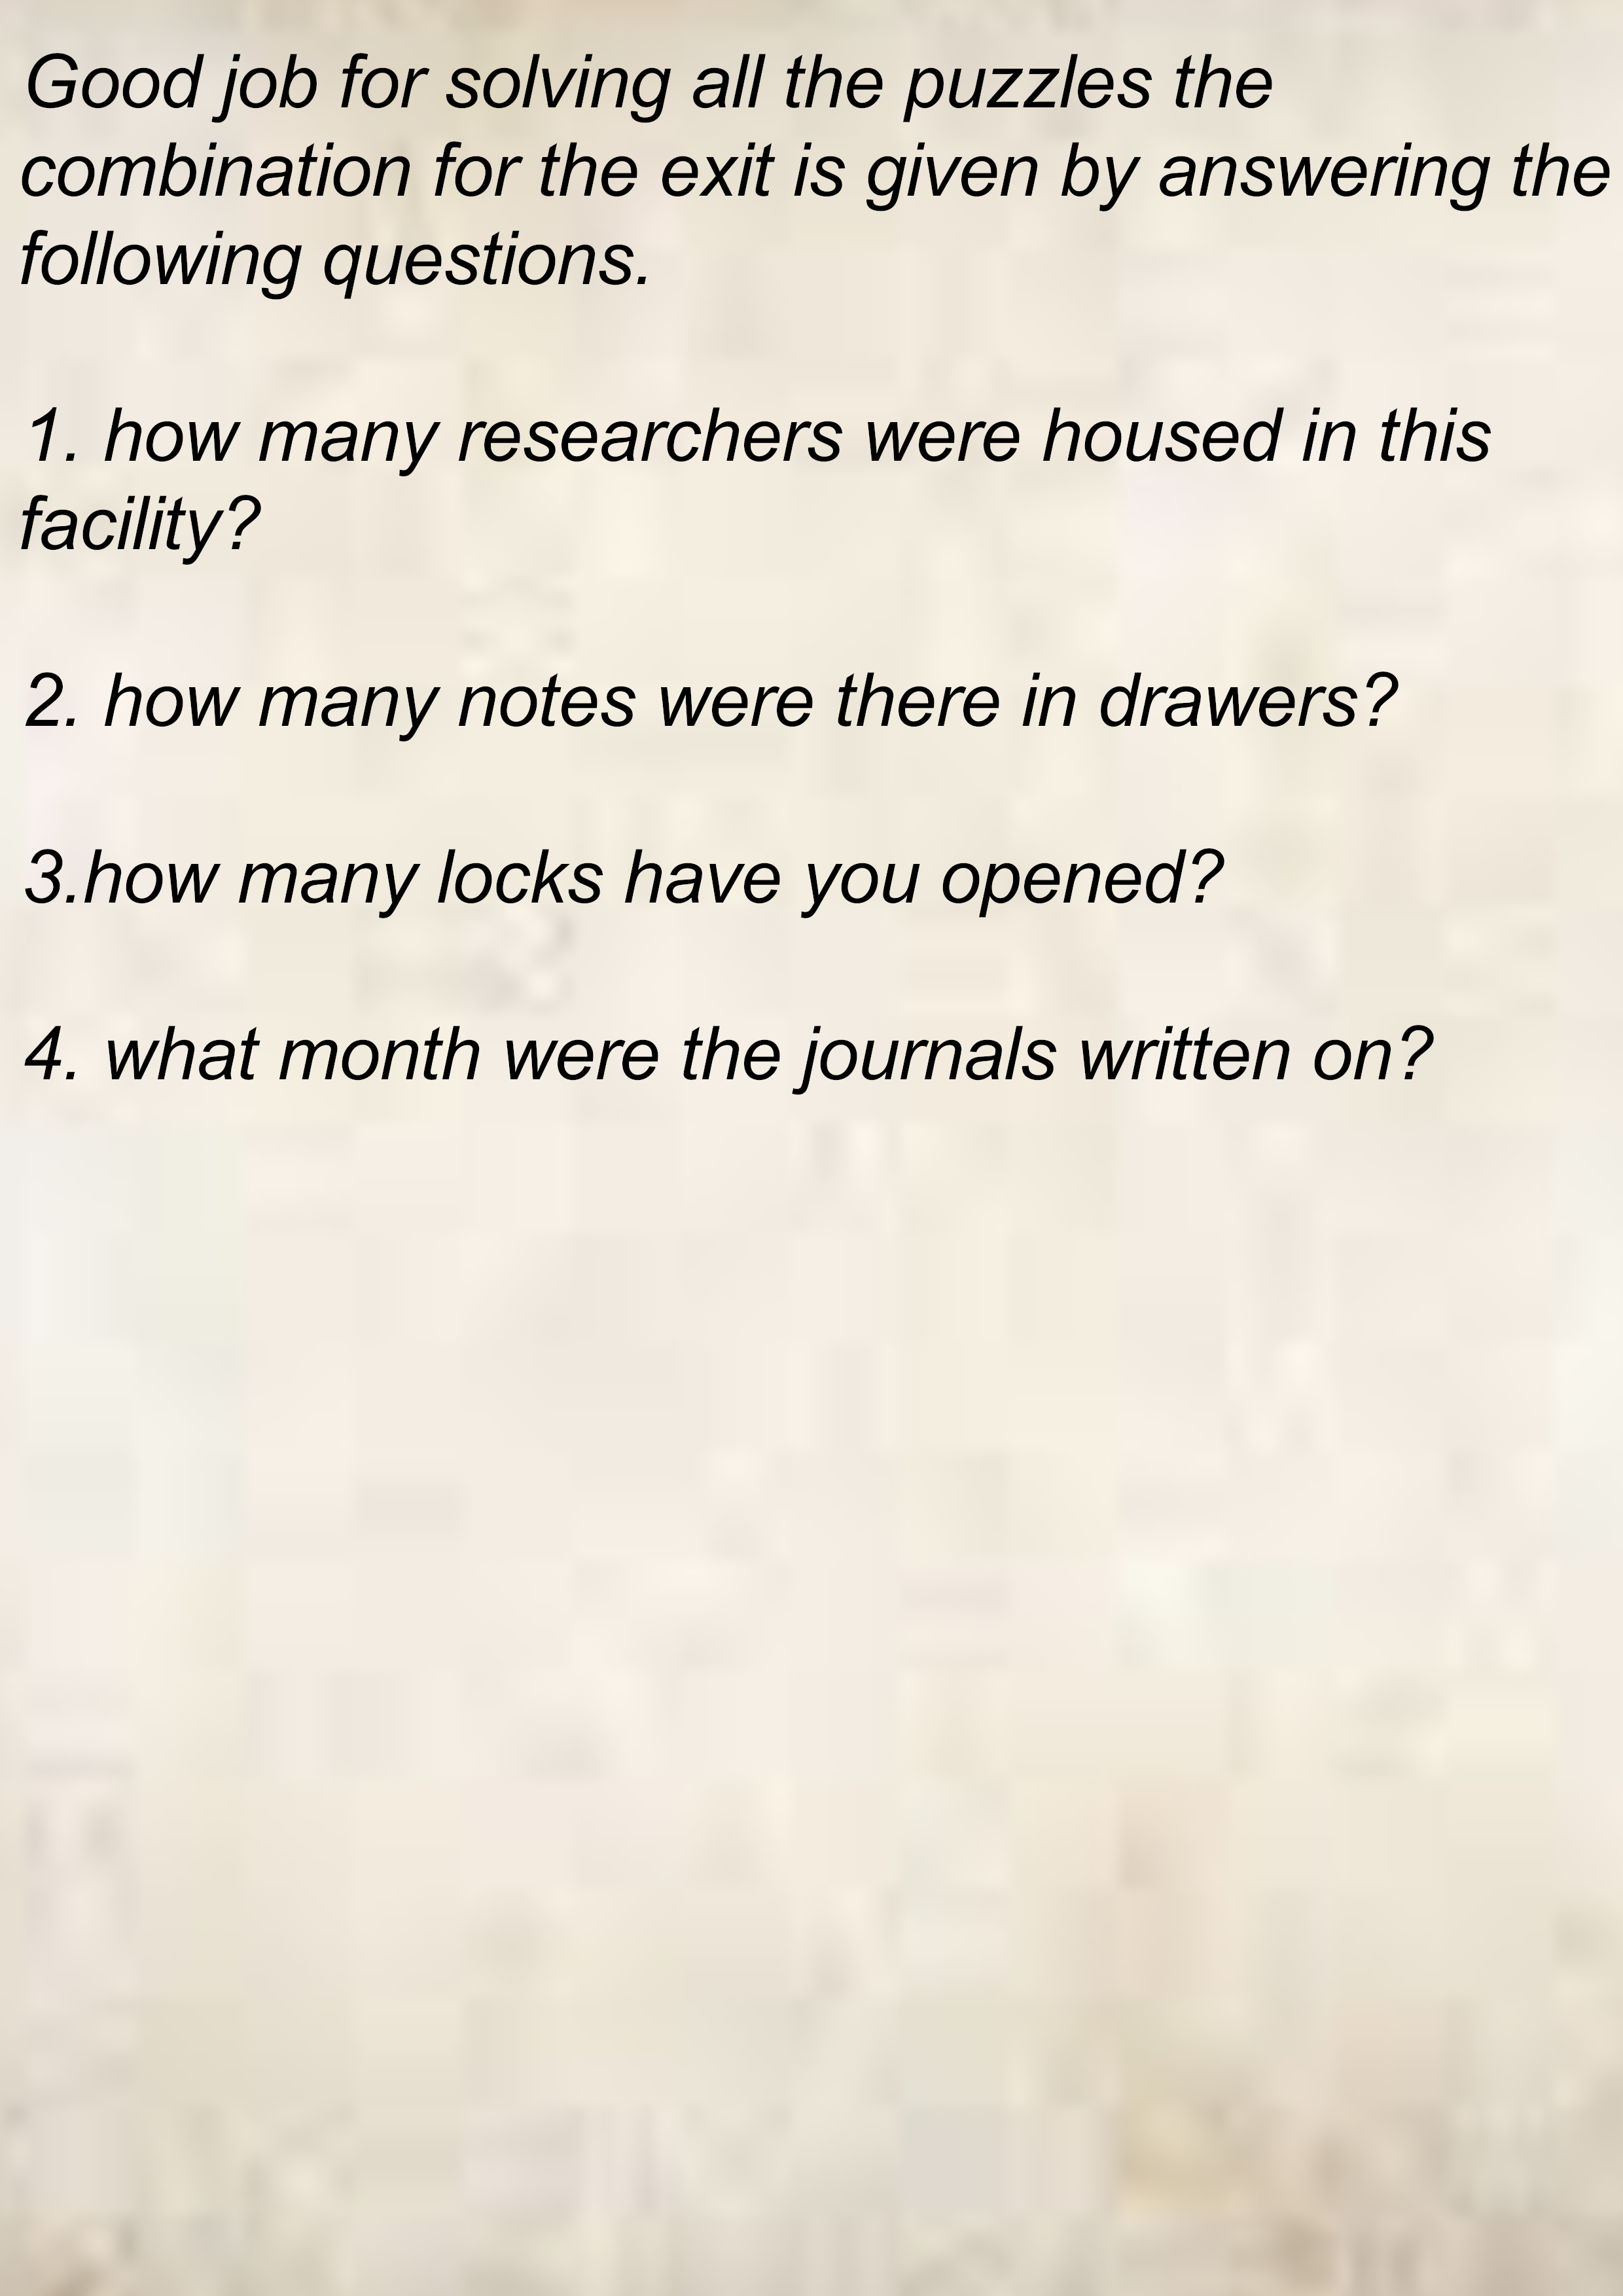 Good job for solving all the puzzles the
combination for the exit is given by answering the
following questions.
1. how many researchers were housed in this
facility?
2. how many notes were there in drawers?
3.how many locks have you opened?
4. what month were the journals written on?